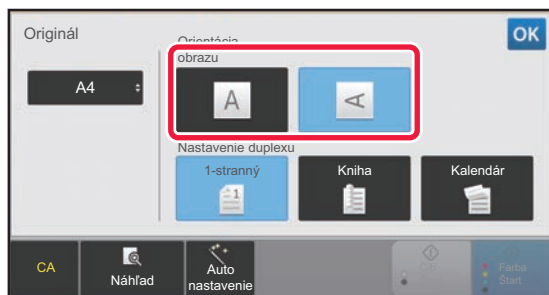 Originál
OK
Orientácia
obrazu
A4
A
A
Nastavenie duplexu
1-stranný
Kniha
Kalendár
1
CA
Náhľad
Auto
nastavenie
Farba
Štart